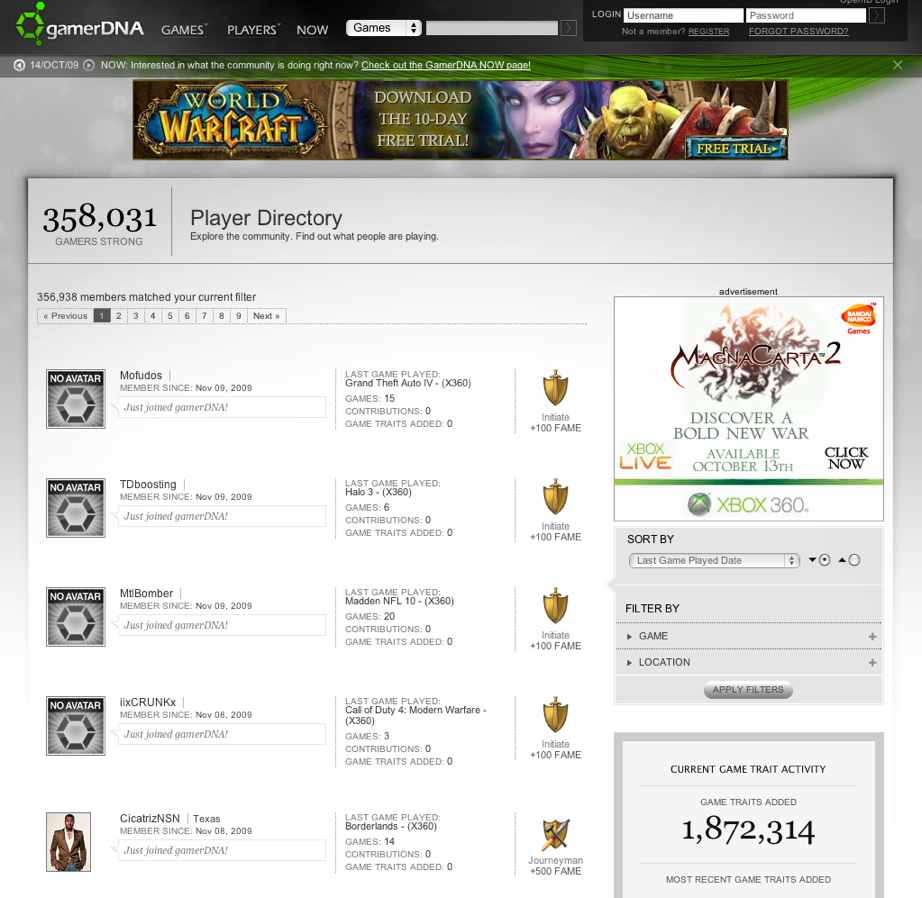 gamerDNA
GAMES
PLAYERS
NOW
Games
OpenID Login
LOGIN
Username
Password
Not a member? REGISTER
FORGOT PASSWORD?
14/OCT/09
NOW: Interested in what the community is doing right now? Check out the GamerDNA NOW page!
WORLD
OF
WARCRAFT
DOWNLOAD
THE 10-DAY
FREE TRIAL!
FREE TRIAL
358,031
GAMERS STRONG
Player Directory
Explore the community. Find out what people are playing.
356,938 members matched your current filter
« Previous 1 2 3 4 5 6 7 8 9 Next »
NO AVATAR
Mofudos
MEMBER SINCE: Nov 09, 2009
Just joined gamerDNA!
LAST GAME PLAYED:
Grand Theft Auto IV - (X360)
GAMES: 15
CONTRIBUTIONS: 0
GAME TRAITS ADDED: 0
Initiate
+100 FAME
NO AVATAR
TDboosting
MEMBER SINCE: Nov 09, 2009
Just joined gamerDNA!
LAST GAME PLAYED:
Halo 3 - (X360)
GAMES: 6
CONTRIBUTIONS: 0
GAME TRAITS ADDED: 0
Initiate
+100 FAME
NO AVATAR
MtlBomber
MEMBER SINCE: Nov 09, 2009
Just joined gamerDNA!
LAST GAME PLAYED:
Madden NFL 10 - (X360)
GAMES: 20
CONTRIBUTIONS: 0
GAME TRAITS ADDED: 0
Initiate
+100 FAME
NO AVATAR
iixCRUNKx
MEMBER SINCE: Nov 08, 2009
Just joined gamerDNA!
LAST GAME PLAYED:
Call of Duty 4: Modern Warfare -
(X360)
GAMES: 3
CONTRIBUTIONS: 0
GAME TRAITS ADDED: 0
Initiate
+100 FAME
CicatrizNSN
Texas
MEMBER SINCE: Nov 08, 2009
Just joined gamerDNA!
LAST GAME PLAYED:
Borderlands - (X360)
GAMES: 14
CONTRIBUTIONS: 0
GAME TRAITS ADDED: 0
Journeyman
+500 FAME
advertisement
BANDAI
NAMCO
Games
MAGNACARTA™ 2
DISCOVER A
BOLD NEW WAR
XBOX
LIVE
AVAILABLE
OCTOBER 13TH
CLICK
NOW
XBOX 360.
SORT BY
Last Game Played Date
FILTER BY
GAME +
LOCATION +
APPLY FILTERS
CURRENT GAME TRAIT ACTIVITY
GAME TRAITS ADDED
1,872,314
MOST RECENT GAME TRAITS ADDED